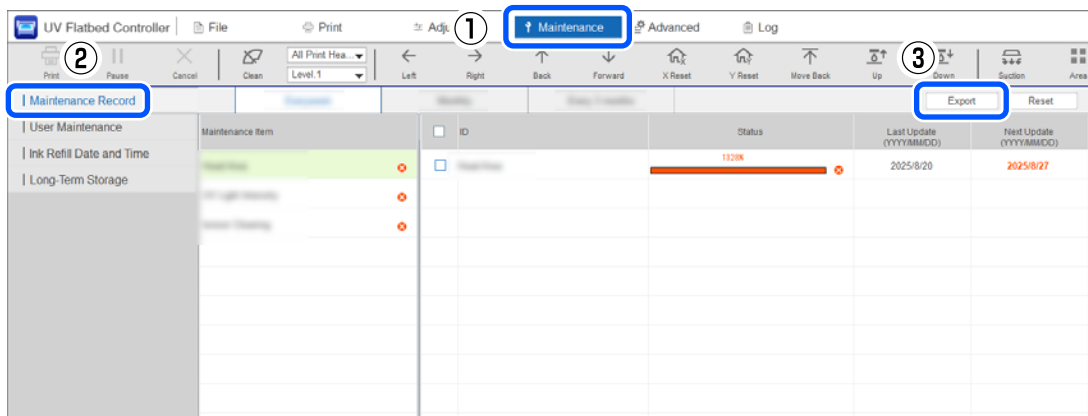 UV Flatbed Controller File Print Adju 1 Maintenance Advanced Log
2 3
All Print Hea...
Level.1
Print Pause Cancel Clean Left Right Back Forward X Reset Y Reset Move Back Up Down Suction Area
Maintenance Record
Export Reset
User Maintenance
Ink Refill Date and Time
Long-Term Storage
Maintenance Item ID Status Last Update (YYYY/MM/DD) Next Update (YYYY/MM/DD)
1328%
2025/8/20 2025/8/27